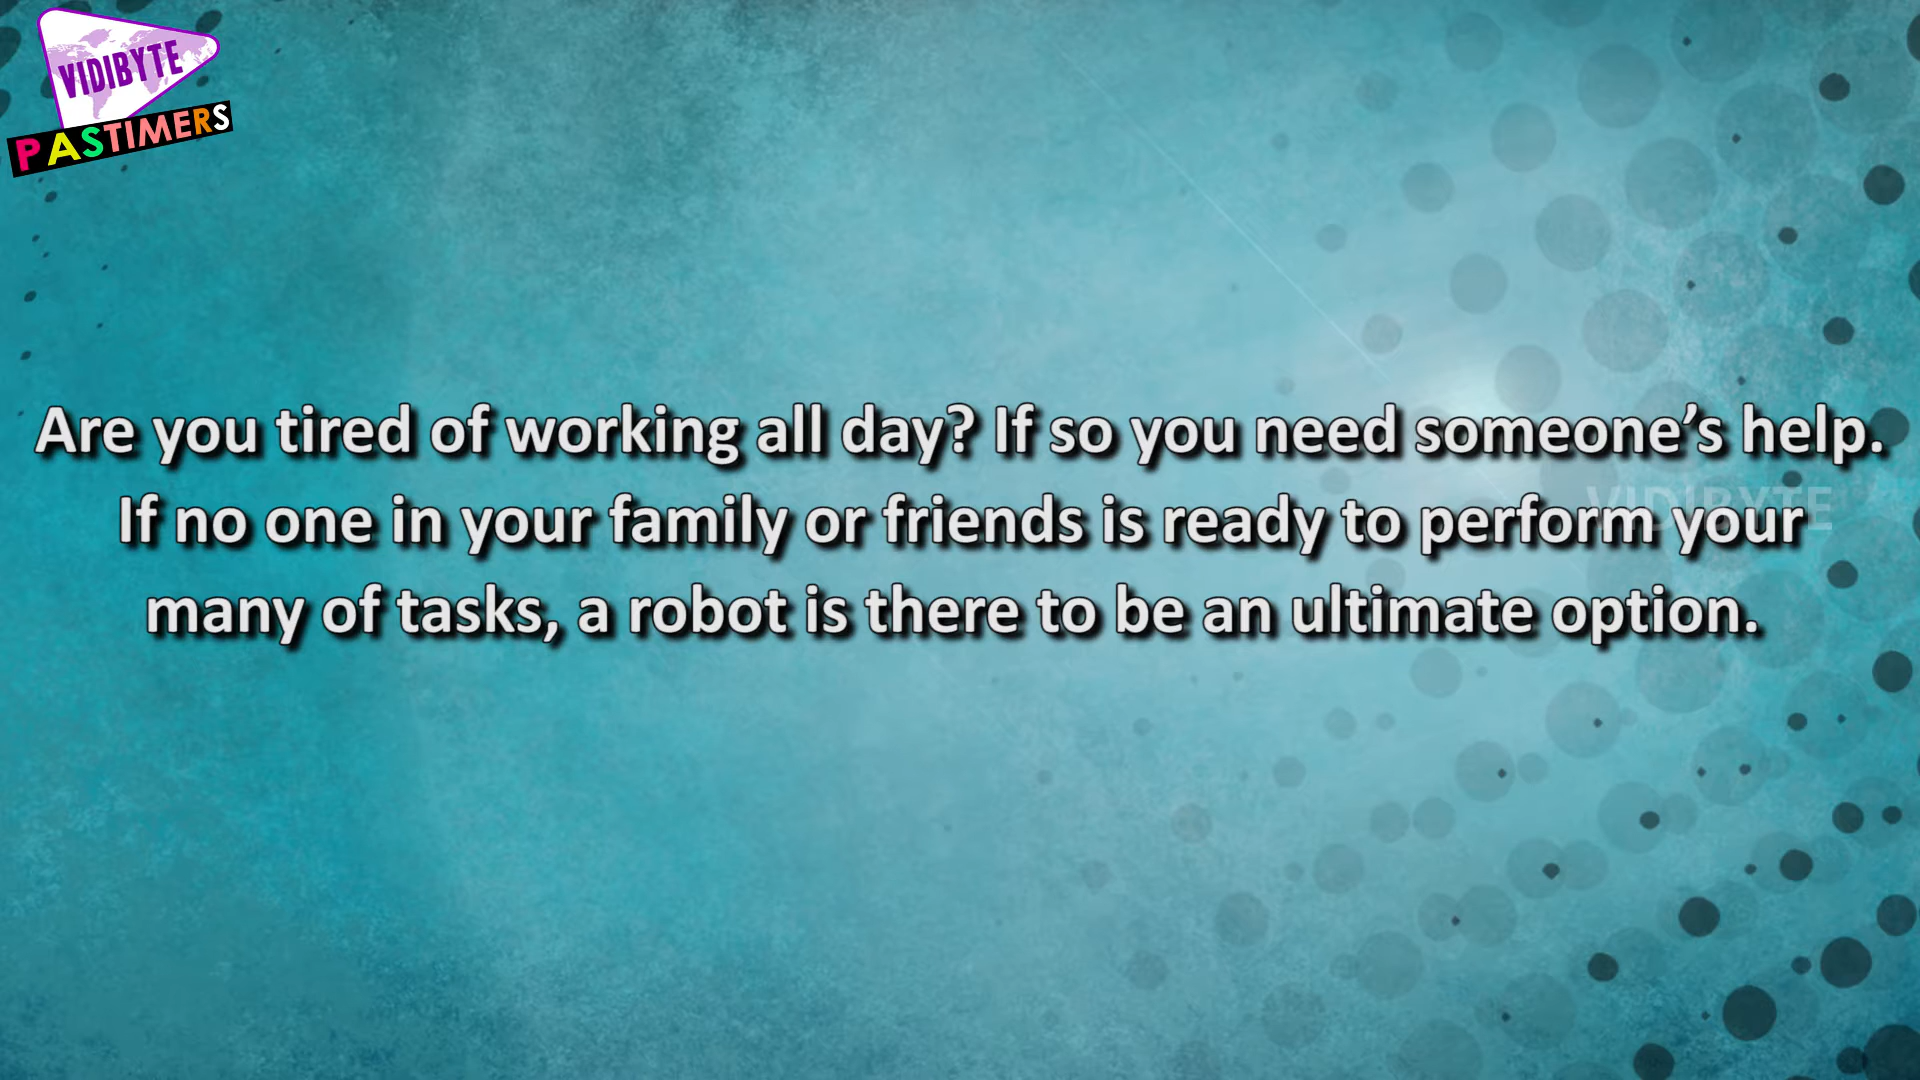 VIDIBYTE
PASTIMERS
Are you tired of working all day? If so you need someone’s help.
If no one in your family or friends is ready to perform your
many of tasks, a robot is there to be an ultimate option.
VIDIBYTE